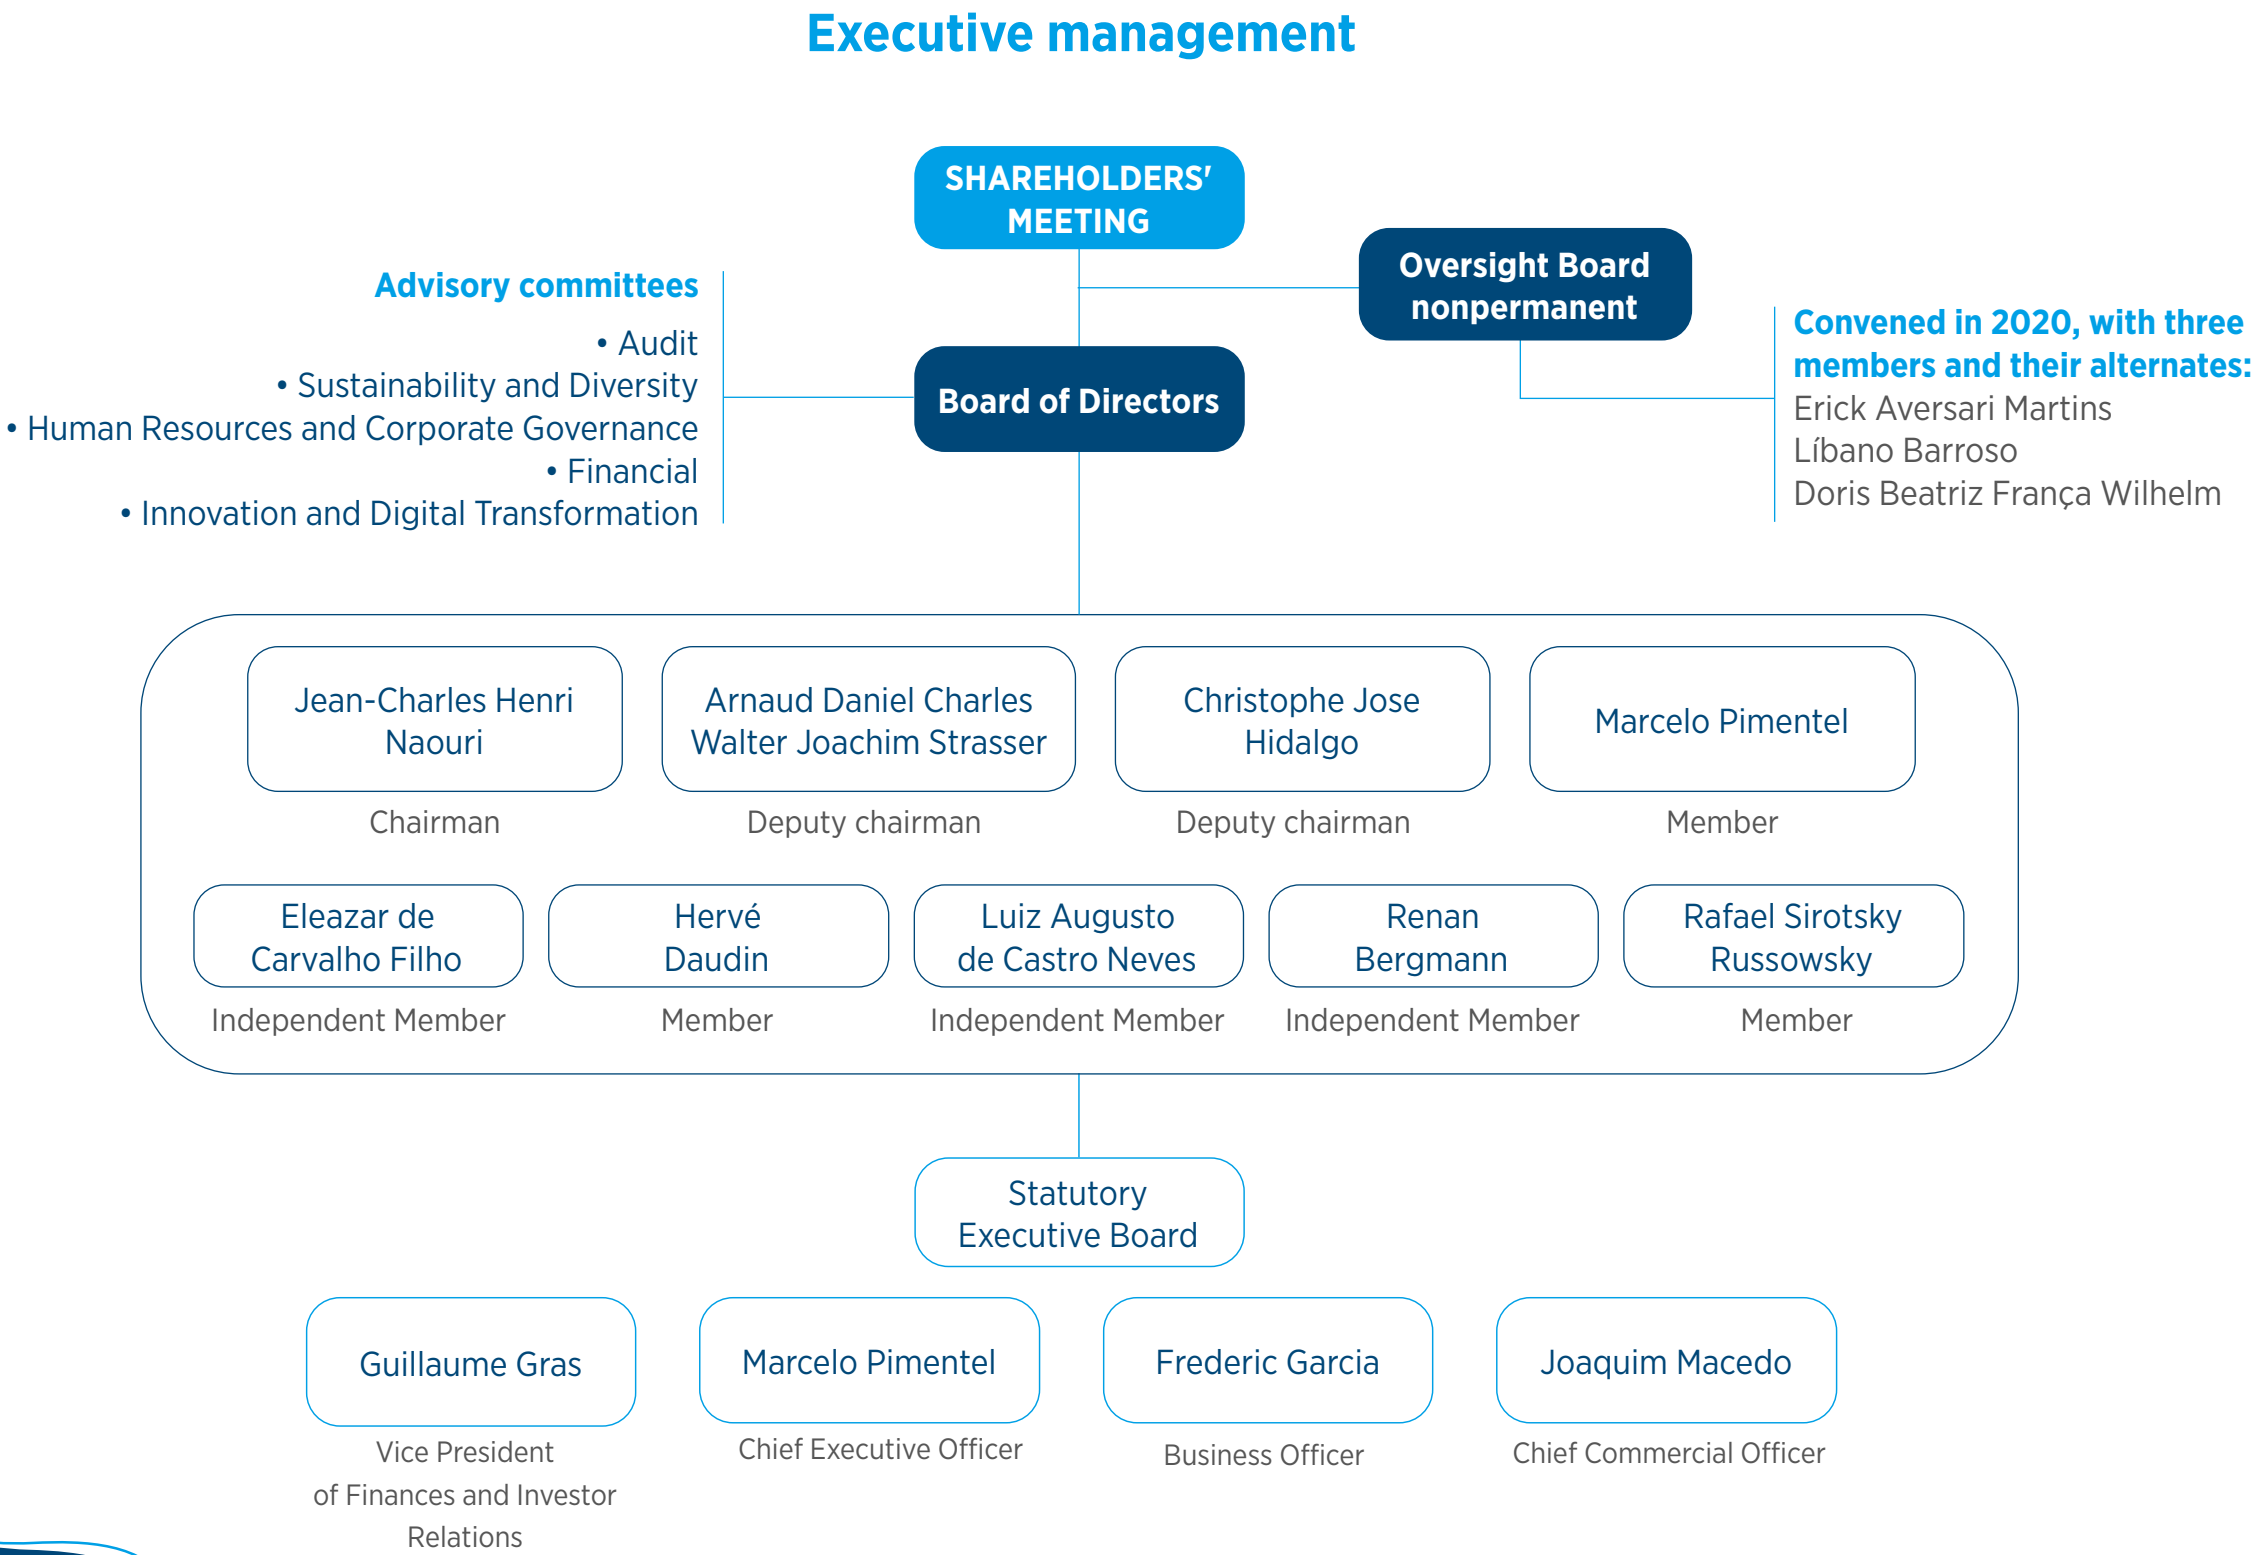 Executive management
SHAREHOLDERS'
MEETING
Oversight Board
nonpermanent
Advisory committees
• Audit
• Sustainability and Diversity
• Human Resources and Corporate Governance
• Financial
• Innovation and Digital Transformation
Board of Directors
Convened in 2020, with three
members and their alternates:
Erick Aversari Martins
Líbano Barroso
Doris Beatriz França Wilhelm
Jean-Charles Henri
Naouri
Chairman
Arnaud Daniel Charles
Walter Joachim Strasser
Deputy chairman
Christophe Jose
Hidalgo
Deputy chairman
Marcelo Pimentel
Member
Eleazar de
Carvalho Filho
Independent Member
Hervé
Daudin
Member
Luiz Augusto
de Castro Neves
Independent Member
Renan
Bergmann
Independent Member
Rafael Sirotsky
Russowsky
Member
Statutory
Executive Board
Guillaume Gras
Vice President
of Finances and Investor
Relations
Marcelo Pimentel
Chief Executive Officer
Frederic Garcia
Business Officer
Joaquim Macedo
Chief Commercial Officer